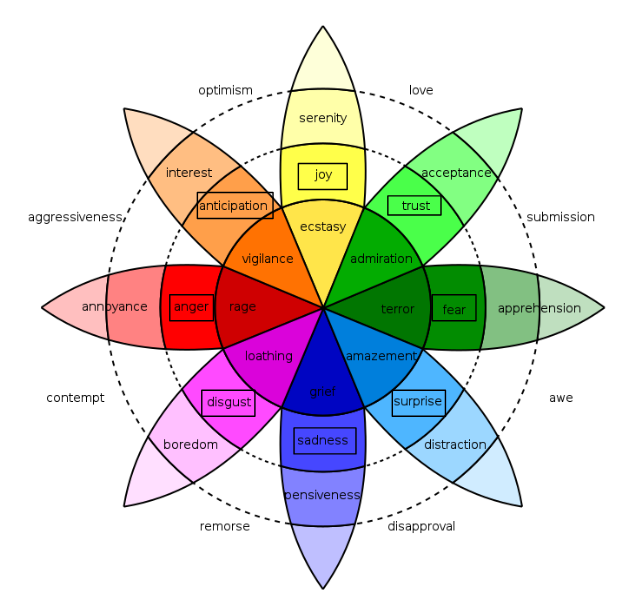 optimism
love
serenity
interest
joy
acceptance
anticipation
trust
aggressiveness
submission
ecstasy
vigilance
admiration
annoyance
anger
rage
terror
fear
apprehension
loathing
amazement
grief
contempt
awe
disgust
surprise
boredom
sadness
distraction
pensiveness
remorse
disapproval